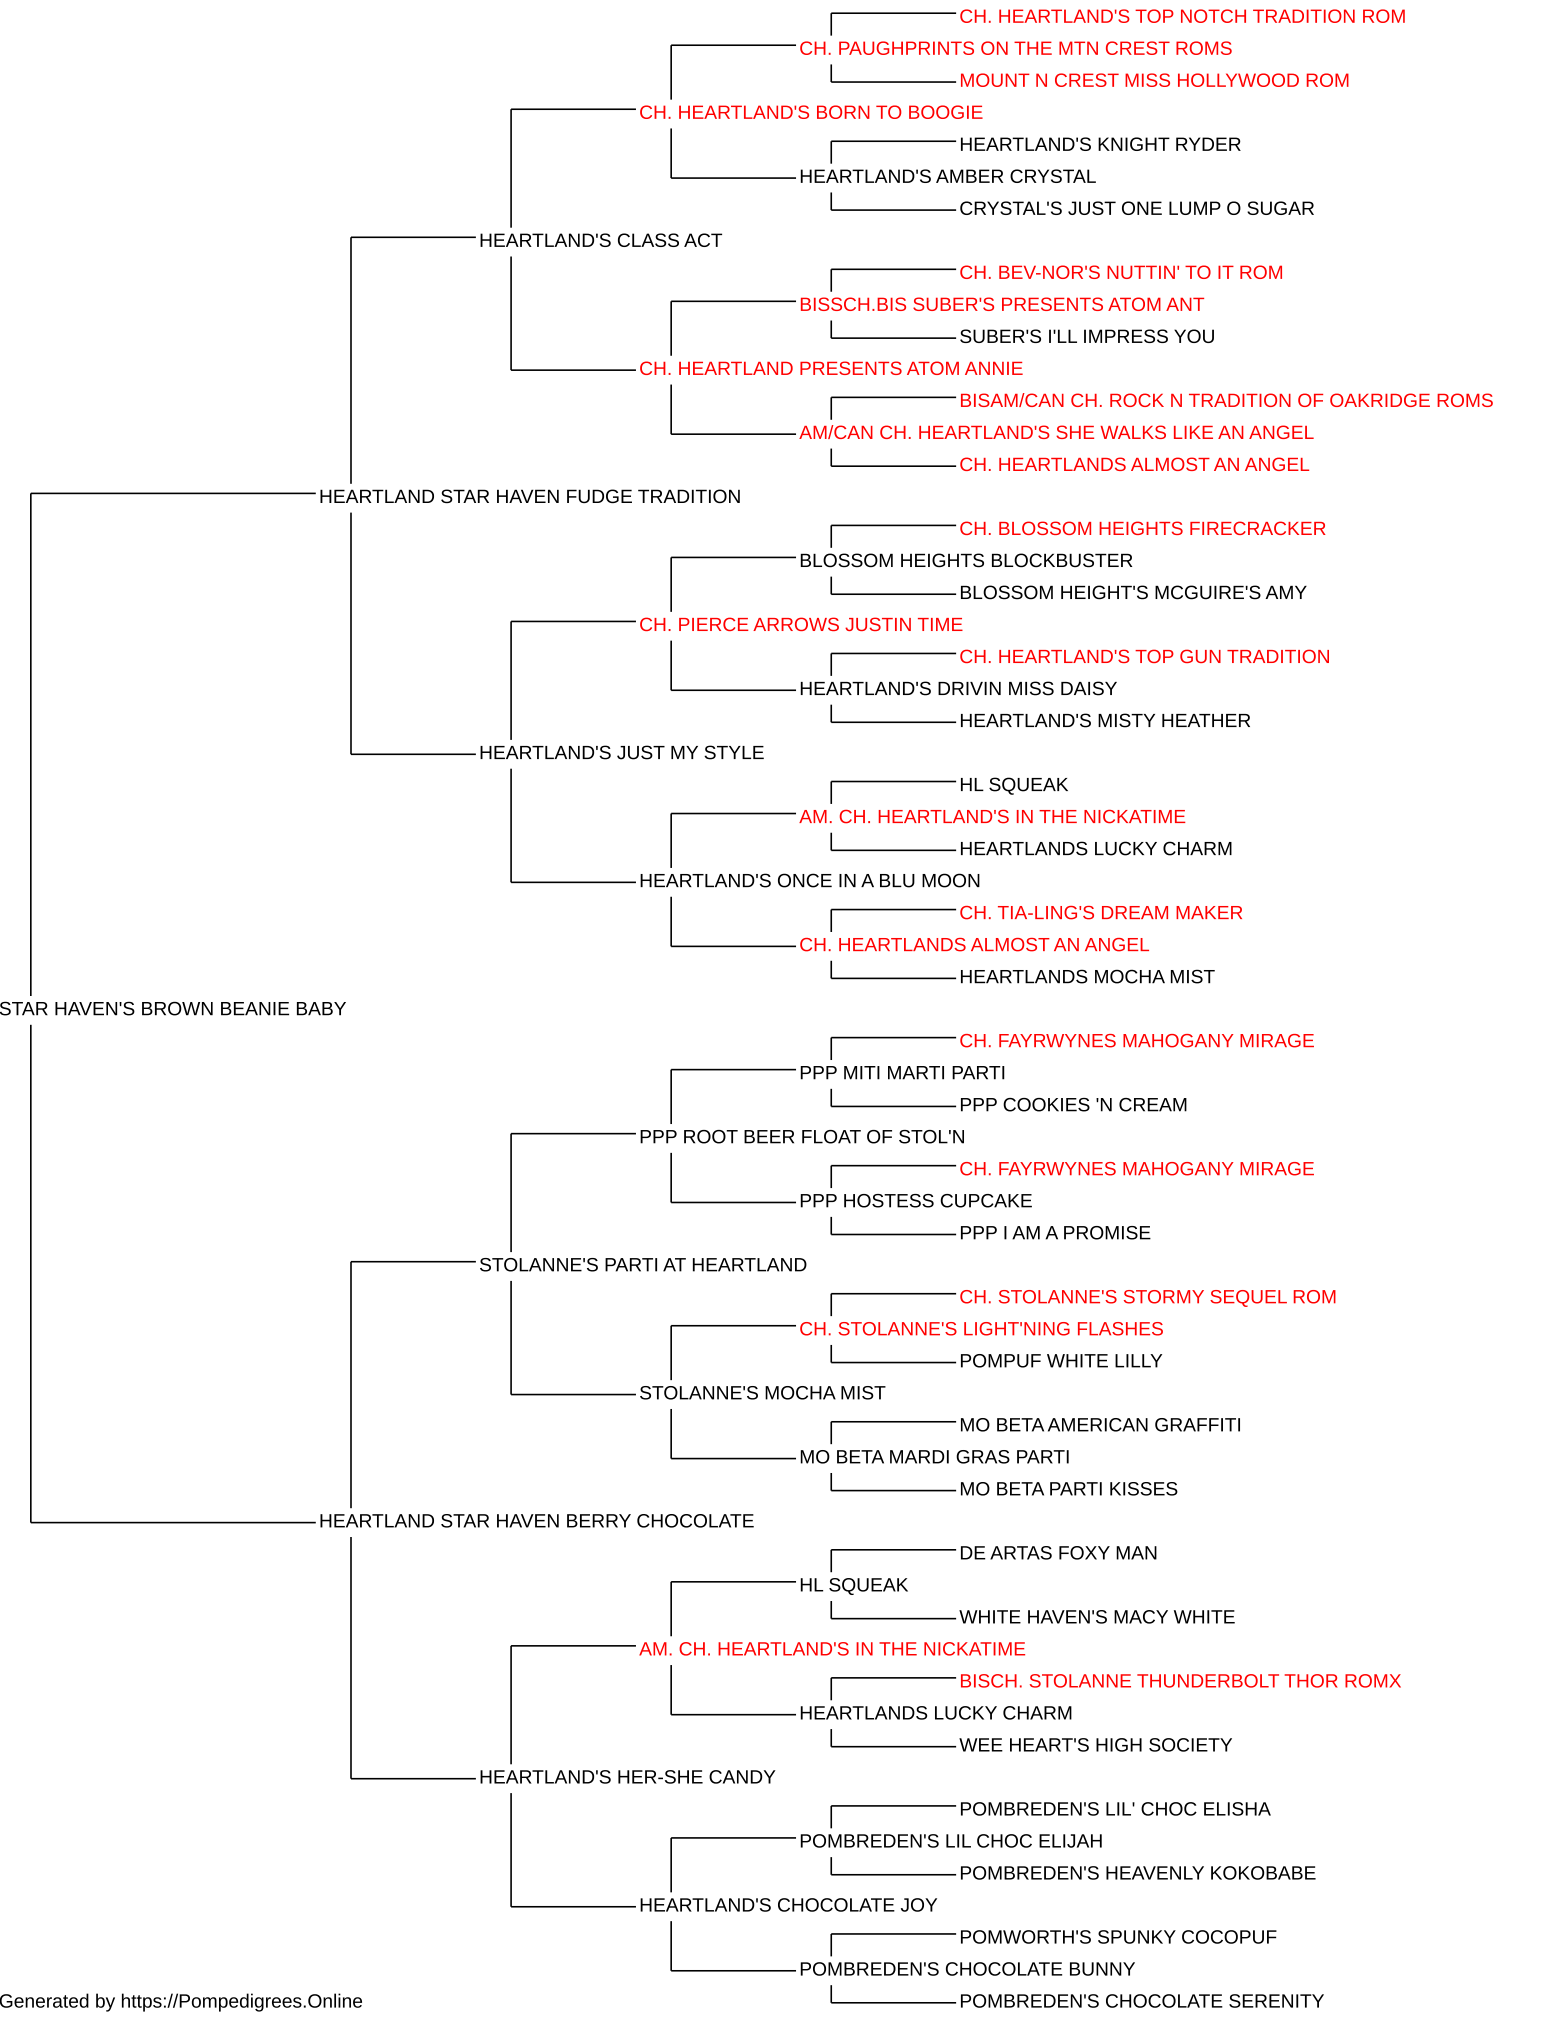 CH. HEARTLAND'S TOP NOTCH TRADITION ROM
CH. PAUGHPRINTS ON THE MTN CREST ROMS
MOUNT N CREST MISS HOLLYWOOD ROM
CH. HEARTLAND'S BORN TO BOOGIE
HEARTLAND'S KNIGHT RYDER
HEARTLAND'S AMBER CRYSTAL
CRYSTAL'S JUST ONE LUMP O SUGAR
HEARTLAND'S CLASS ACT
CH. BEV-NOR'S NUTTIN' TO IT ROM
BISSCH.BIS SUBER'S PRESENTS ATOM ANT
SUBER'S I'LL IMPRESS YOU
CH. HEARTLAND PRESENTS ATOM ANNIE
BISAM/CAN CH. ROCK N TRADITION OF OAKRIDGE ROMS
AM/CAN CH. HEARTLAND'S SHE WALKS LIKE AN ANGEL
CH. HEARTLANDS ALMOST AN ANGEL
HEARTLAND STAR HAVEN FUDGE TRADITION
CH. BLOSSOM HEIGHTS FIRECRACKER
BLOSSOM HEIGHTS BLOCKBUSTER
BLOSSOM HEIGHT'S MCGUIRE'S AMY
CH. PIERCE ARROWS JUSTIN TIME
CH. HEARTLAND'S TOP GUN TRADITION
HEARTLAND'S DRIVIN MISS DAISY
HEARTLAND'S MISTY HEATHER
HEARTLAND'S JUST MY STYLE
HL SQUEAK
AM. CH. HEARTLAND'S IN THE NICKATIME
HEARTLANDS LUCKY CHARM
HEARTLAND'S ONCE IN A BLU MOON
CH. TIA-LING'S DREAM MAKER
CH. HEARTLANDS ALMOST AN ANGEL
HEARTLANDS MOCHA MIST
STAR HAVEN'S BROWN BEANIE BABY
CH. FAYRWYNES MAHOGANY MIRAGE
PPP MITI MARTI PARTI
PPP COOKIES 'N CREAM
PPP ROOT BEER FLOAT OF STOL'N
CH. FAYRWYNES MAHOGANY MIRAGE
PPP HOSTESS CUPCAKE
PPP I AM A PROMISE
STOLANNE'S PARTI AT HEARTLAND
CH. STOLANNE'S STORMY SEQUEL ROM
CH. STOLANNE'S LIGHT'NING FLASHES
POMPUF WHITE LILLY
STOLANNE'S MOCHA MIST
MO BETA AMERICAN GRAFFITI
MO BETA MARDI GRAS PARTI
MO BETA PARTI KISSES
HEARTLAND STAR HAVEN BERRY CHOCOLATE
DE ARTAS FOXY MAN
HL SQUEAK
WHITE HAVEN'S MACY WHITE
AM. CH. HEARTLAND'S IN THE NICKATIME
BISCH. STOLANNE THUNDERBOLT THOR ROMX
HEARTLANDS LUCKY CHARM
WEE HEART'S HIGH SOCIETY
HEARTLAND'S HER-SHE CANDY
POMBREDEN'S LIL' CHOC ELISHA
POMBREDEN'S LIL CHOC ELIJAH
POMBREDEN'S HEAVENLY KOKOBABE
HEARTLAND'S CHOCOLATE JOY
POMWORTH'S SPUNKY COCOPUF
POMBREDEN'S CHOCOLATE BUNNY
POMBREDEN'S CHOCOLATE SERENITY
Generated by https://Pompedigrees.Online